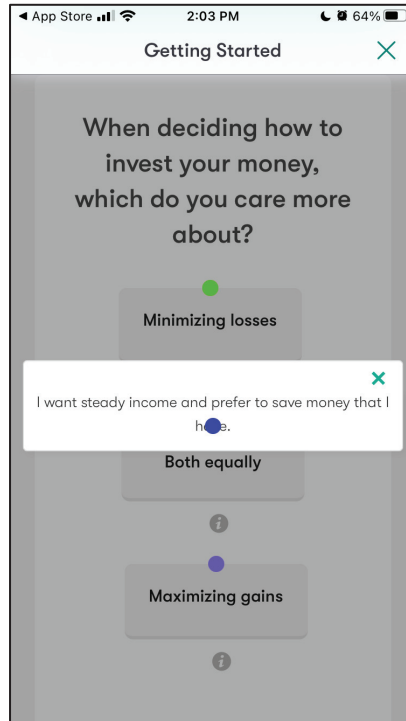 App Store 2:03 PM 64%
Getting Started
When deciding how to
invest your money,
which do you care more
about?
Minimizing losses
I want steady income and prefer to save money that I
Both equally
i
Maximizing gains
i